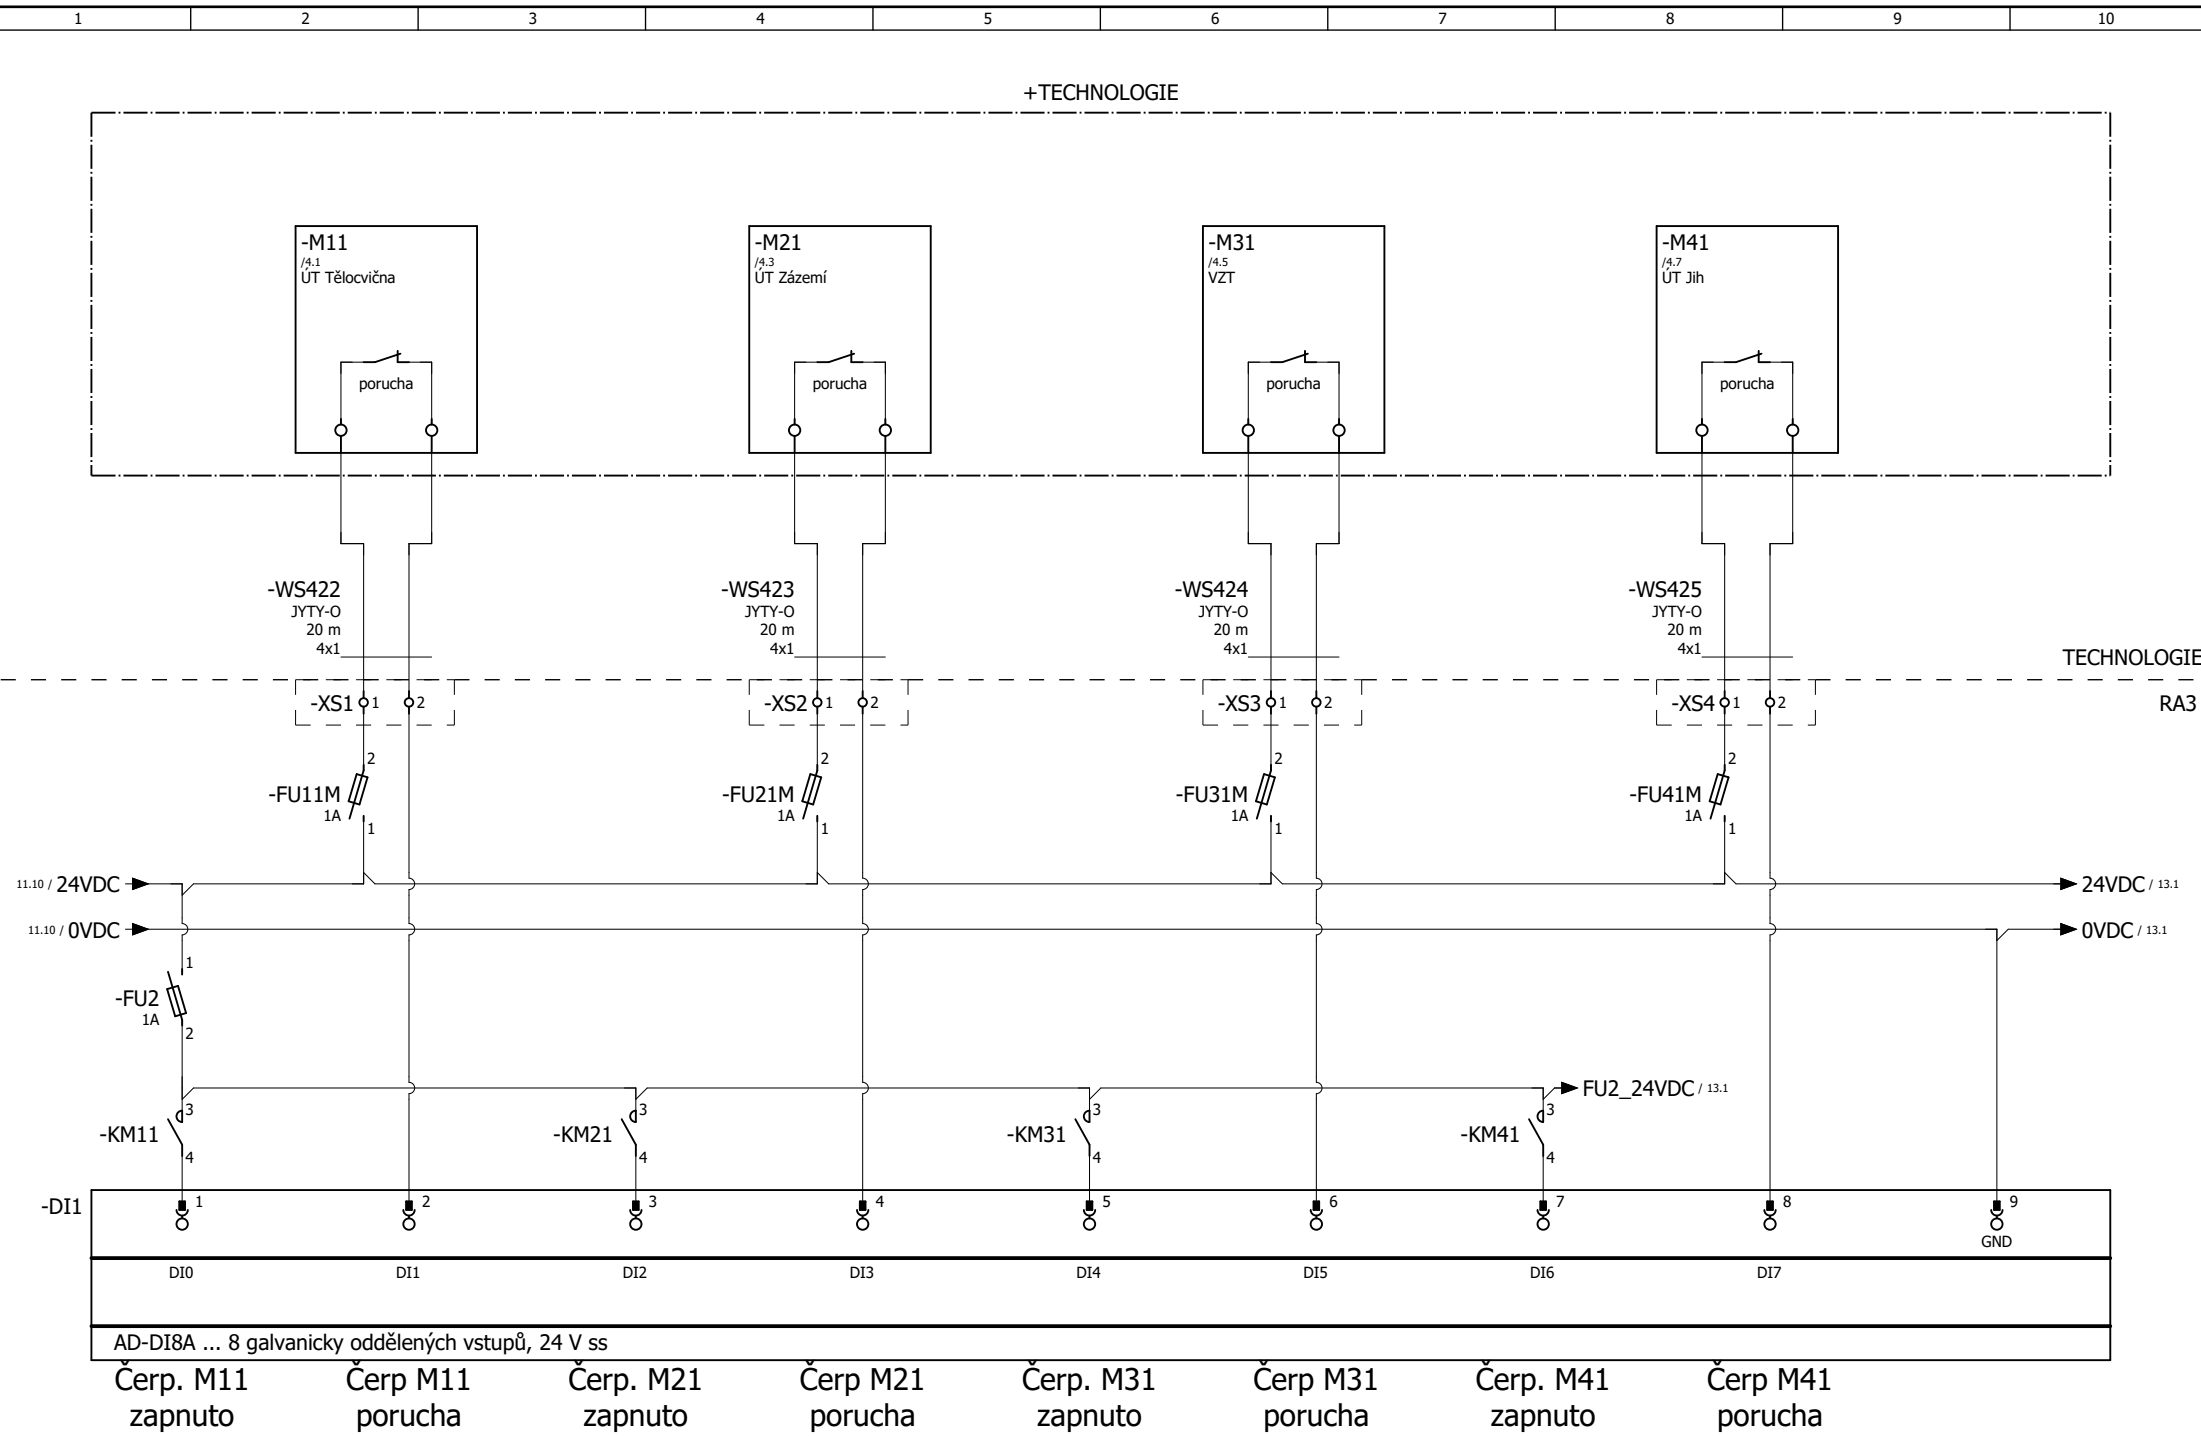 1 2 3 4 5 6 7 8 9 10
+TECHNOLOGIE
-M11
/4.1
ÚT Tělocvična
porucha
-M21
/4.3
ÚT Zázemí
porucha
-M31
/4.5
VZT
porucha
-M41
/4.7
ÚT Jih
porucha
-WS422
JYTY-O
20 m
4x1
-WS423
JYTY-O
20 m
4x1
-WS424
JYTY-O
20 m
4x1
-WS425
JYTY-O
20 m
4x1
TECHNOLOGIE
RA3
-XS1 1 2
-XS2 1 2
-XS3 1 2
-XS4 1 2
2
-FU11M
1A
1
2
-FU21M
1A
1
2
-FU31M
1A
1
2
-FU41M
1A
1
11.10 / 24VDC
24VDC / 13.1
11.10 / 0VDC
0VDC / 13.1
1
-FU2
1A
2
FU2_24VDC / 13.1
3
-KM11
4
3
-KM21
4
3
-KM31
4
3
-KM41
4
-DI1
1 2 3 4 5 6 7 8 9
GND
DI0 DI1 DI2 DI3 DI4 DI5 DI6 DI7
AD-DI8A ... 8 galvanicky oddělených vstupů, 24 V ss
Čerp. M11
zapnuto
Čerp M11
porucha
Čerp. M21
zapnuto
Čerp M21
porucha
Čerp. M31
zapnuto
Čerp M31
porucha
Čerp. M41
zapnuto
Čerp M41
porucha